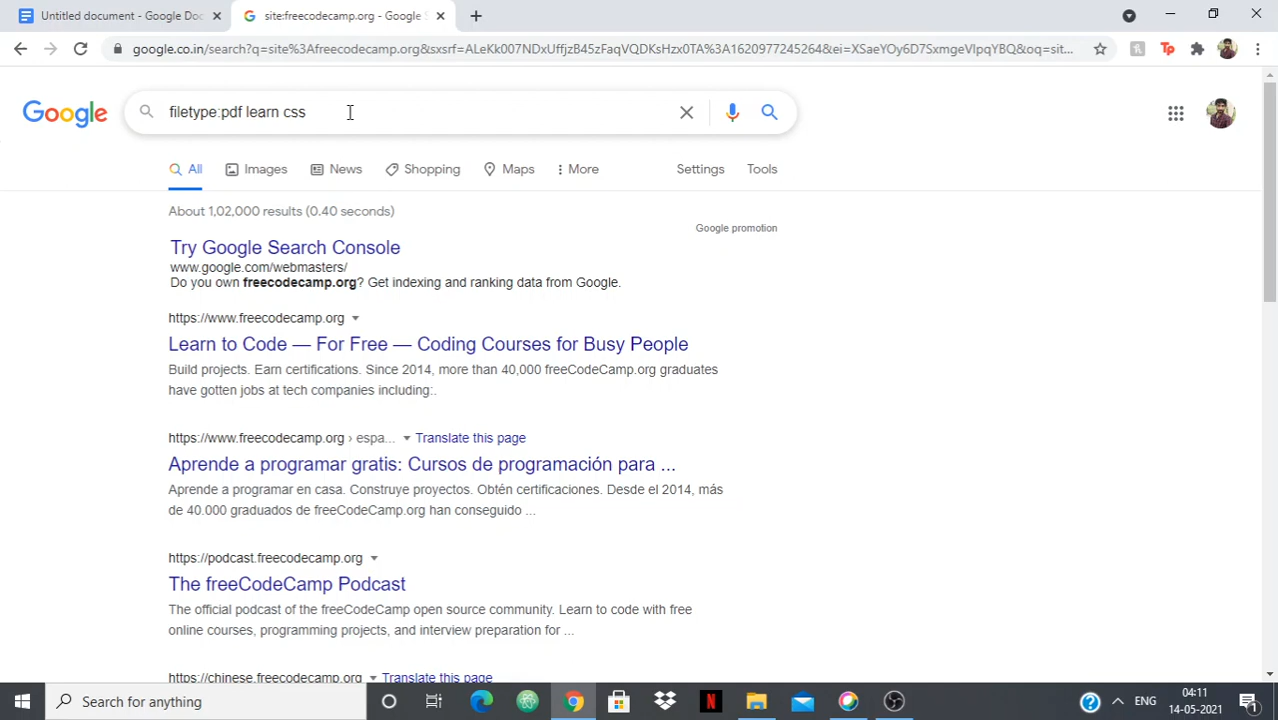 Untitled document - Google Doc
site:freecodecamp.org - Google S
google.co.in/search?q=site%3Afreecodecamp.org&sxsrf=ALeKk007NDxUffjzB45zFaqVQDKsHzx0TA%3A1620977245264&ei=XSaeYOy6D7SxmgeVlpqYBQ&oq=sit...
Google
filetype:pdf learn css
All
Images
News
Shopping
Maps
More
Settings
Tools
About 1,02,000 results (0.40 seconds)
Google promotion
Try Google Search Console
www.google.com/webmasters/
Do you own freecodecamp.org? Get indexing and ranking data from Google.
https://www.freecodecamp.org
Learn to Code — For Free — Coding Courses for Busy People
Build projects. Earn certifications. Since 2014, more than 40,000 freeCodeCamp.org graduates
have gotten jobs at tech companies including:.
https://www.freecodecamp.org › espa... Translate this page
Aprende a programar gratis: Cursos de programación para ...
Aprende a programar en casa. Construye proyectos. Obtén certificaciones. Desde el 2014, más
de 40.000 graduados de freeCodeCamp.org han conseguido ...
https://podcast.freecodecamp.org
The freeCodeCamp Podcast
The official podcast of the freeCodeCamp open source community. Learn to code with free
online courses, programming projects, and interview preparation for ...
https://chinese.freecodecamp.org Translate this page
Search for anything
ENG
04:11
14-05-2021